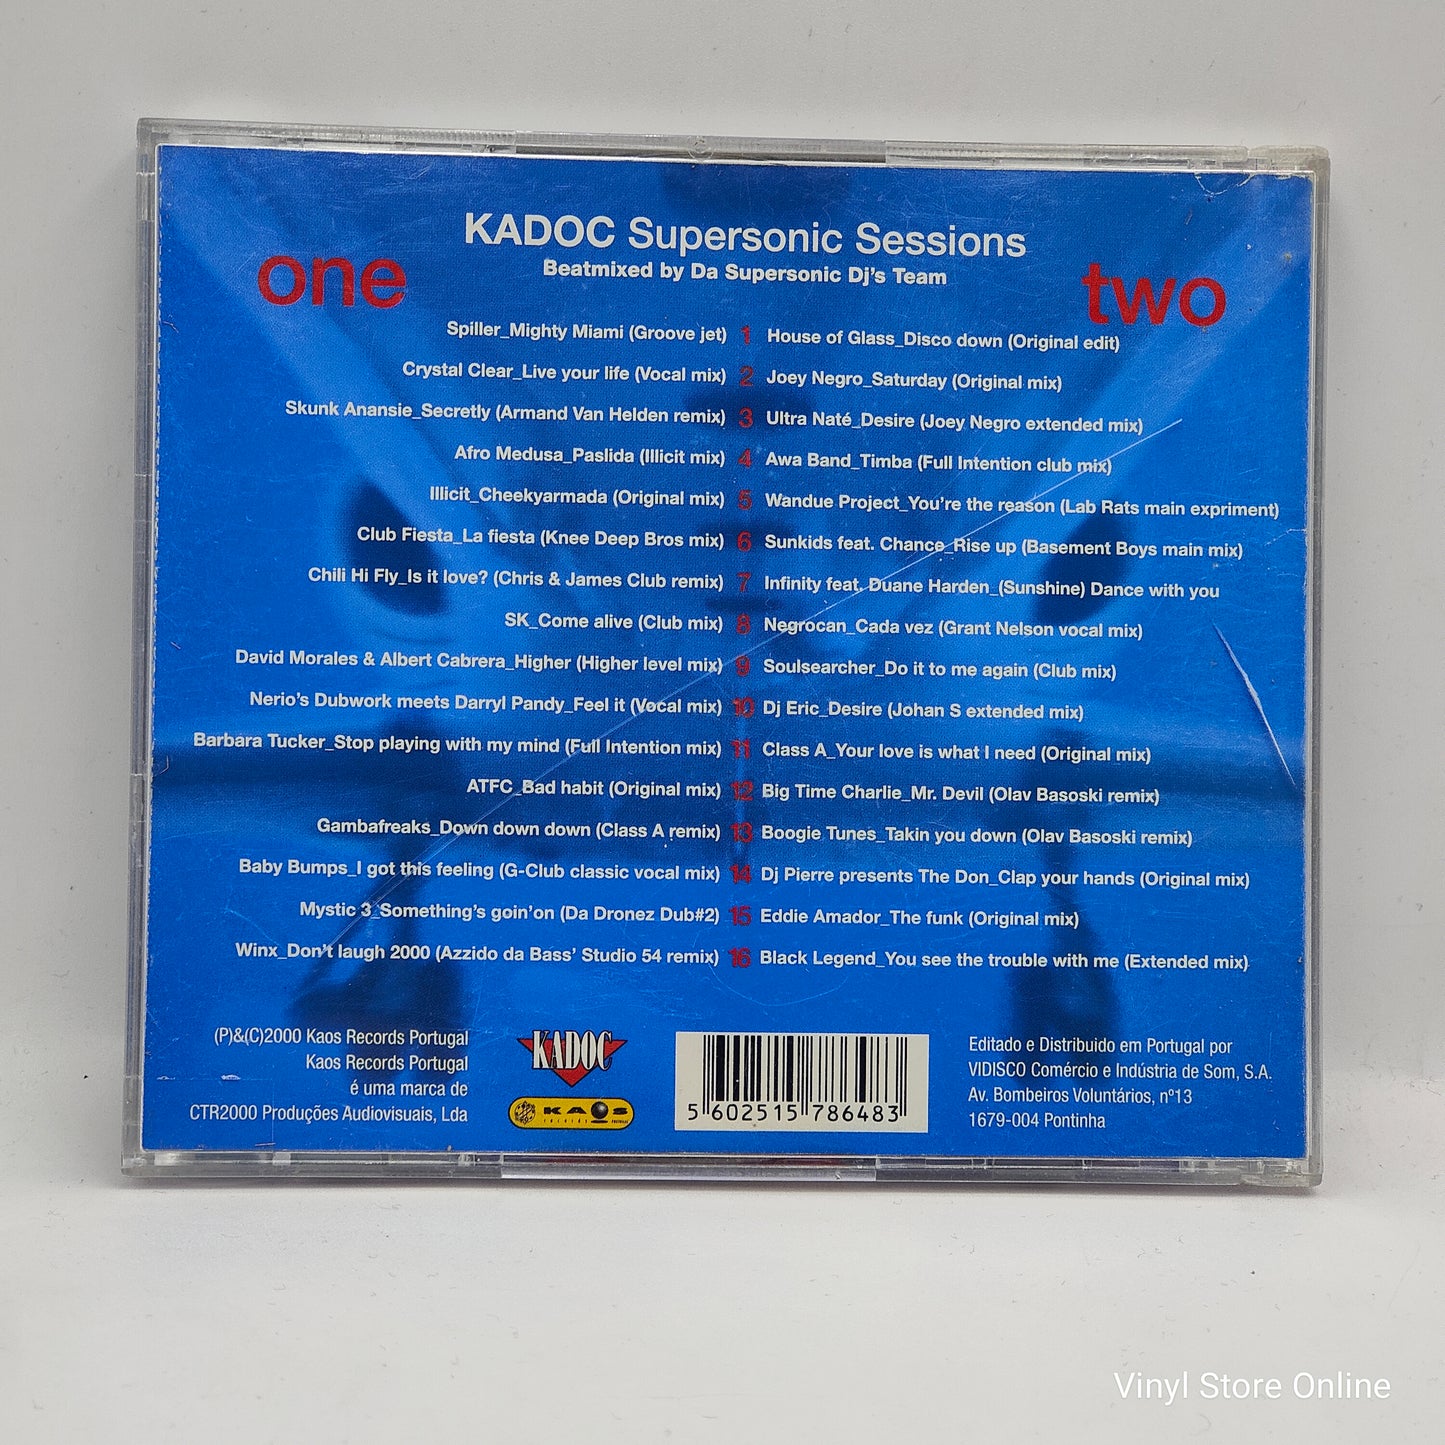 KADOC Supersonic Sessions
Beatmixed by Da Supersonic Dj's Team
one
two
Spiller_Mighty Miami (Groove jet) 1 House of Glass_Disco down (Original edit)
Crystal Clear_Live your life (Vocal mix) 2 Joey Negro_Saturday (Original mix)
Skunk Anansie_Secretly (Armand Van Helden remix) 3 Ultra Naté_Desire (Joey Negro extended mix)
Afro Medusa_Paslida (Illicit mix) 4 Awa Band_Timba (Full Intention club mix)
Illicit_Cheekyarmada (Original mix) 5 Wandue Project_You're the reason (Lab Rats main expriment)
Club Fiesta_La fiesta (Knee Deep Bros mix) 6 Sunkids feat. Chance_Rise up (Basement Boys main mix)
Chili Hi Fly_Is it love? (Chris & James Club remix) 7 Infinity feat. Duane Harden_(Sunshine) Dance with you
SK_Come alive (Club mix) 8 Negrocan_Cada vez (Grant Nelson vocal mix)
David Morales & Albert Cabrera_Higher (Higher level mix) 9 Soulsearcher_Do it to me again (Club mix)
Nerio's Dubwork meets Darryl Pandy_Feel it (Vocal mix) 10 Dj Eric_Desire (Johan S extended mix)
Barbara Tucker_Stop playing with my mind (Full Intention mix) 11 Class A_Your love is what I need (Original mix)
ATFC_Bad habit (Original mix) 12 Big Time Charlie_Mr. Devil (Olav Basoski remix)
Gambafreaks_Down down down (Class A remix) 13 Boogie Tunes_Takin you down (Olav Basoski remix)
Baby Bumps_I got this feeling (G-Club classic vocal mix) 14 Dj Pierre presents The Don_Clap your hands (Original mix)
Mystic 3_Something's goin'on (Da Dronez Dub#2) 15 Eddie Amador_The funk (Original mix)
Winx_Don't laugh 2000 (Azzido da Bass' Studio 54 remix) 16 Black Legend_You see the trouble with me (Extended mix)
(P)&(C)2000 Kaos Records Portugal
Kaos Records Portugal
é uma marca de
CTR2000 Produções Audiovisuais, Lda
KADOC
KAOS
5 602515 786483
Editado e Distribuido em Portugal por
VIDISCO Comércio e Indústria de Som, S.A.
Av. Bombeiros Voluntários, nº13
1679-004 Pontinha
Vinyl Store Online